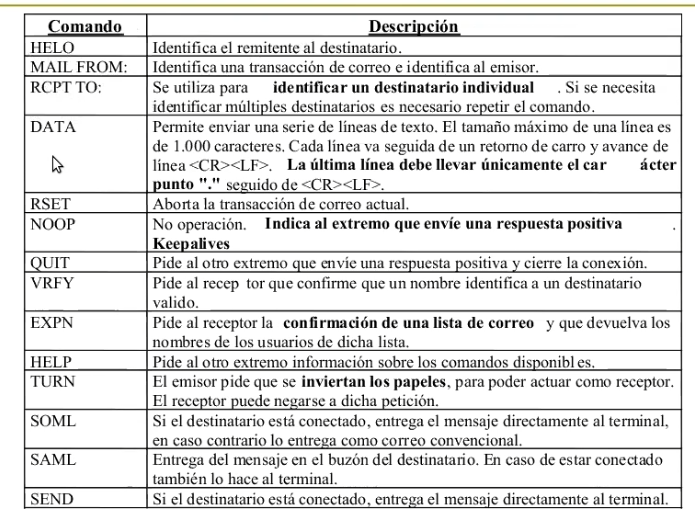 Comando Descripción
HELO Identifica el remitente al destinatario.
MAIL FROM: Identifica una transacción de correo e identifica al emisor.
RCPT TO: Se utiliza para identificar un destinatario individual . Si se necesita
identificar múltiples destinatarios es necesario repetir el comando.
DATA Permite enviar una serie de líneas de texto. El tamaño máximo de una línea es
de 1.000 caracteres. Cada línea va seguida de un retorno de carro y avance de
línea <CR><LF>. La última línea debe llevar únicamente el car ácter
punto "." seguido de <CR><LF>.
RSET Aborta la transacción de correo actual.
NOOP No operación. Indica al extremo que envíe una respuesta positiva .
Keepalives
QUIT Pide al otro extremo que envíe una respuesta positiva y cierre la conexión.
VRFY Pide al recep tor que confirme que un nombre identifica a un destinatario
valido.
EXPN Pide al receptor la confirmación de una lista de correo y que devuelva los
nombres de los usuarios de dicha lista.
HELP Pide al otro extremo información sobre los comandos disponibl es.
TURN El emisor pide que se inviertan los papeles, para poder actuar como receptor.
El receptor puede negarse a dicha petición.
SOML Si el destinatario está conectado, entrega el mensaje directamente al terminal,
en caso contrario lo entrega como correo convencional.
SAML Entrega del mensaje en el buzón del destinatario. En caso de estar conectado
también lo hace al terminal.
SEND Si el destinatario está conectado, entrega el mensaje directamente al terminal.